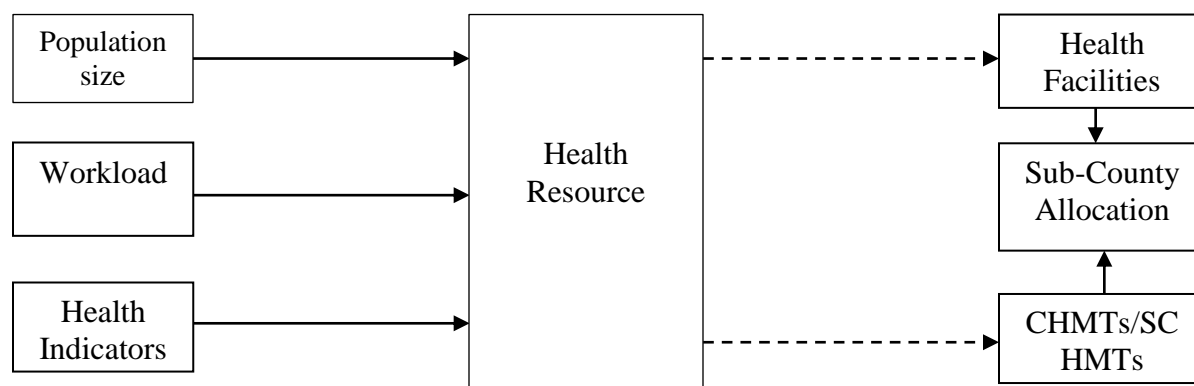 Population
size
Workload
Health
Indicators
Health
Resource
Health
Facilities
Sub-County
Allocation
CHMTs/SC
HMTs